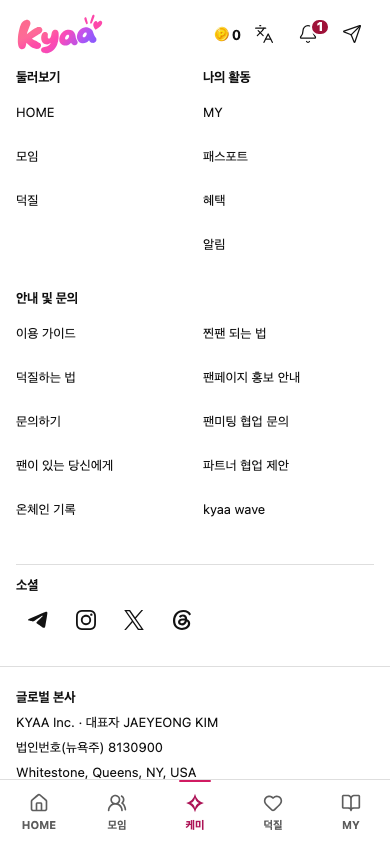 kyaa
0
1
둘러보기
HOME
모임
덕질
나의 활동
MY
패스포트
혜택
알림
안내 및 문의
이용 가이드
덕질하는 법
문의하기
팬이 있는 당신에게
온체인 기록
찐팬 되는 법
팬페이지 홍보 안내
팬미팅 협업 문의
파트너 협업 제안
kyaa wave
소셜
글로벌 본사
KYAA Inc. · 대표자 JAEYEONG KIM
법인번호(뉴욕주) 8130900
Whitestone, Queens, NY, USA
HOME
모임
케미
덕질
MY